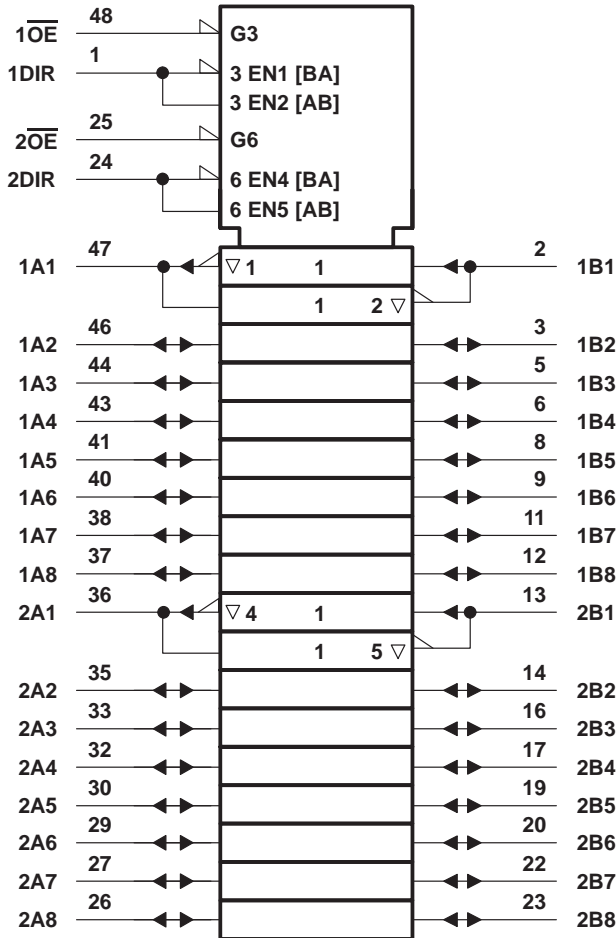 1O̅E̅ 48 G3
1DIR 1 3 EN1 [BA]
3 EN2 [AB]
2O̅E̅ 25 G6
2DIR 24 6 EN4 [BA]
6 EN5 [AB]
1A1 47 ▽ 1 1 2 1B1
1 2 ▽
1A2 46 3 1B2
1A3 44 5 1B3
1A4 43 6 1B4
1A5 41 8 1B5
1A6 40 9 1B6
1A7 38 11 1B7
1A8 37 12 1B8
2A1 36 ▽ 4 1 13 2B1
1 5 ▽
2A2 35 14 2B2
2A3 33 16 2B3
2A4 32 17 2B4
2A5 30 19 2B5
2A6 29 20 2B6
2A7 27 22 2B7
2A8 26 23 2B8